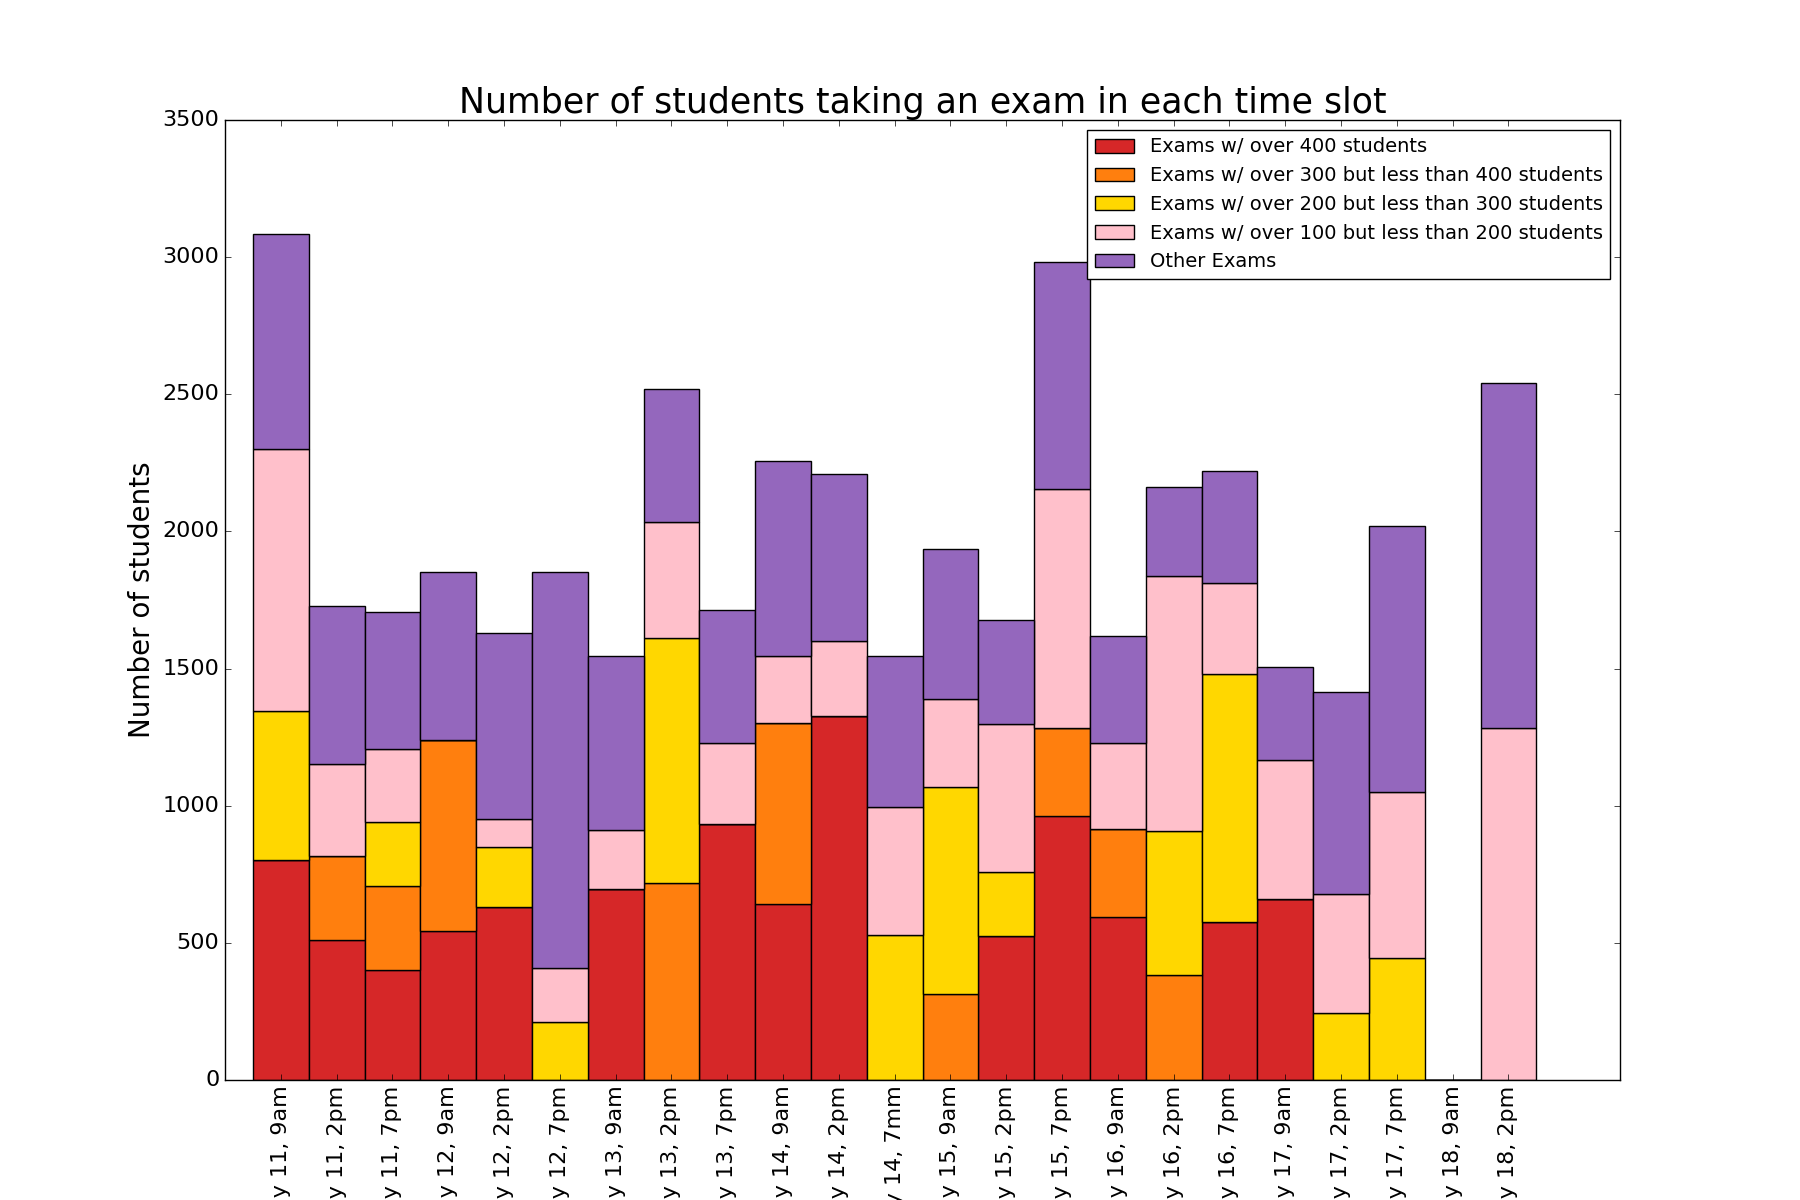 Number of students taking an exam in each time slot
Number of students
3500
3000
2500
2000
1500
1000
500
0
Exams w/ over 400 students
Exams w/ over 300 but less than 400 students
Exams w/ over 200 but less than 300 students
Exams w/ over 100 but less than 200 students
Other Exams
y 11, 9am
y 11, 2pm
y 11, 7pm
y 12, 9am
y 12, 2pm
y 12, 7pm
y 13, 9am
y 13, 2pm
y 13, 7pm
y 14, 9am
y 14, 2pm
y 14, 7mm
y 15, 9am
y 15, 2pm
y 15, 7pm
y 16, 9am
y 16, 2pm
y 16, 7pm
y 17, 9am
y 17, 2pm
y 17, 7pm
y 18, 9am
y 18, 2pm